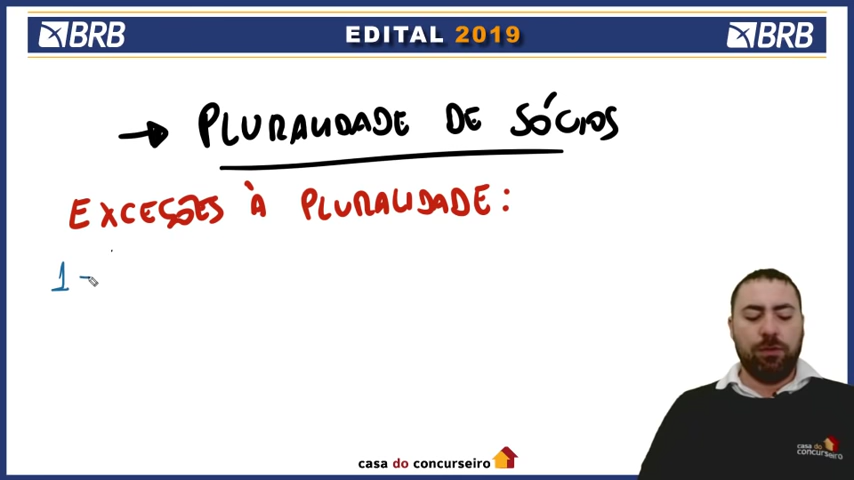 BRB EDITAL 2019 BRB
→ PLURALIDADE DE SÓCIOS
EXCEÇÕES À PLURALIDADE:
1-
casa do
concurseiro
casa do concurseiro